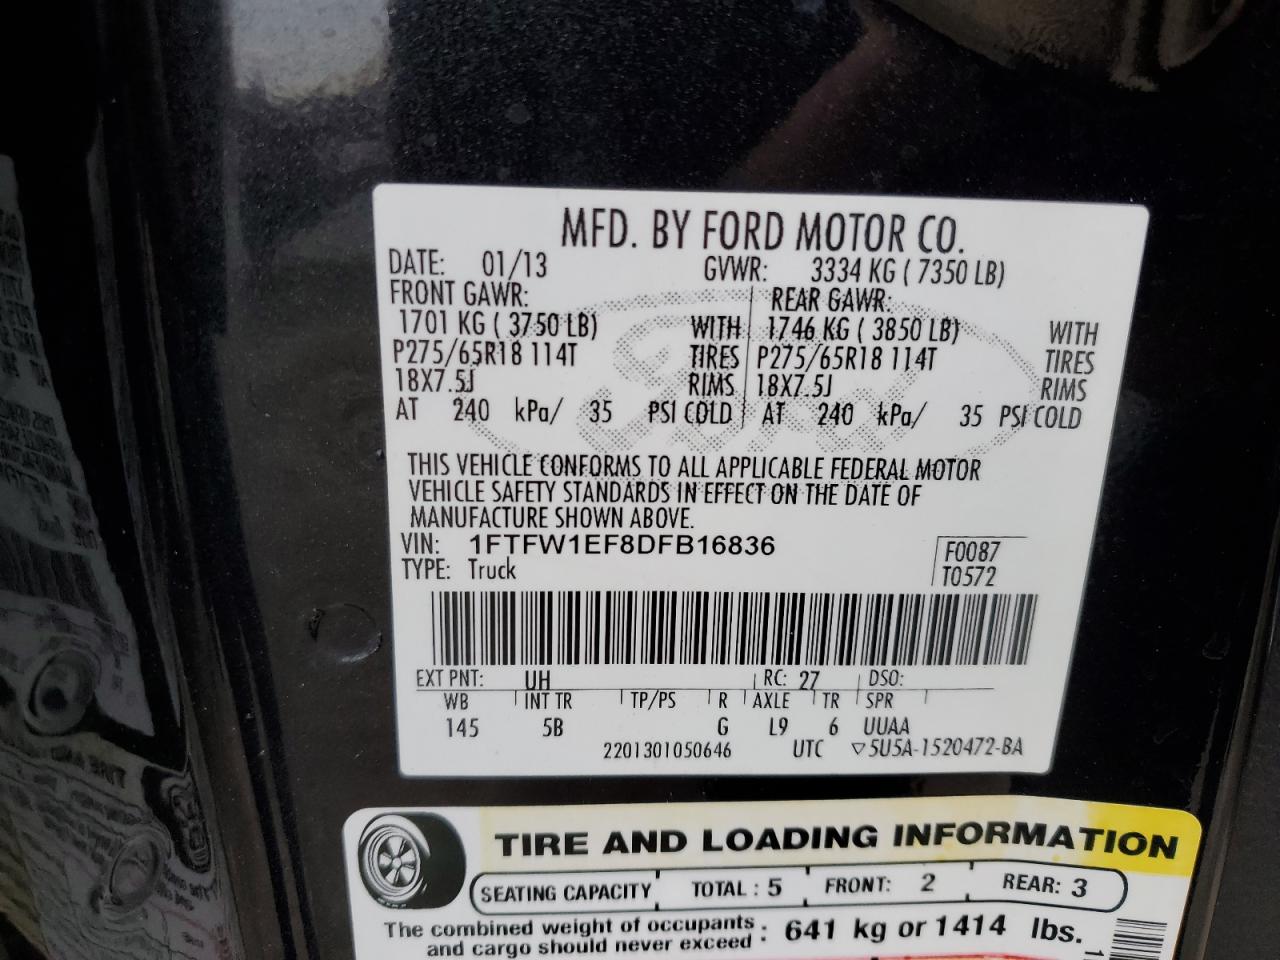 MFD. BY FORD MOTOR CO.
DATE: 01/13 GVWR: 3334 KG ( 7350 LB)
FRONT GAWR: REAR GAWR:
1701 KG ( 3750 LB) WITH 1746 KG ( 3850 LB) WITH
P275/65R18 114T TIRES P275/65R18 114T TIRES
18X7.5J RIMS 18X7.5J RIMS
AT 240 kPa/ 35 PSI COLD AT 240 kPa/ 35 PSI COLD
THIS VEHICLE CONFORMS TO ALL APPLICABLE FEDERAL MOTOR
VEHICLE SAFETY STANDARDS IN EFFECT ON THE DATE OF
MANUFACTURE SHOWN ABOVE.
VIN: 1FTFW1EF8DFB16836 F0087
TYPE: Truck T0572
EXT PNT: UH RC: 27 DSO:
WB INT TR TP/PS R AXLE TR SPR
145 5B G L9 6 UUAA
2201301050646 UTC ▽5U5A-1520472-BA
TIRE AND LOADING INFORMATION
SEATING CAPACITY TOTAL : 5 FRONT: 2 REAR: 3
The combined weight of occupants
and cargo should never exceed : 641 kg or 1414 lbs.